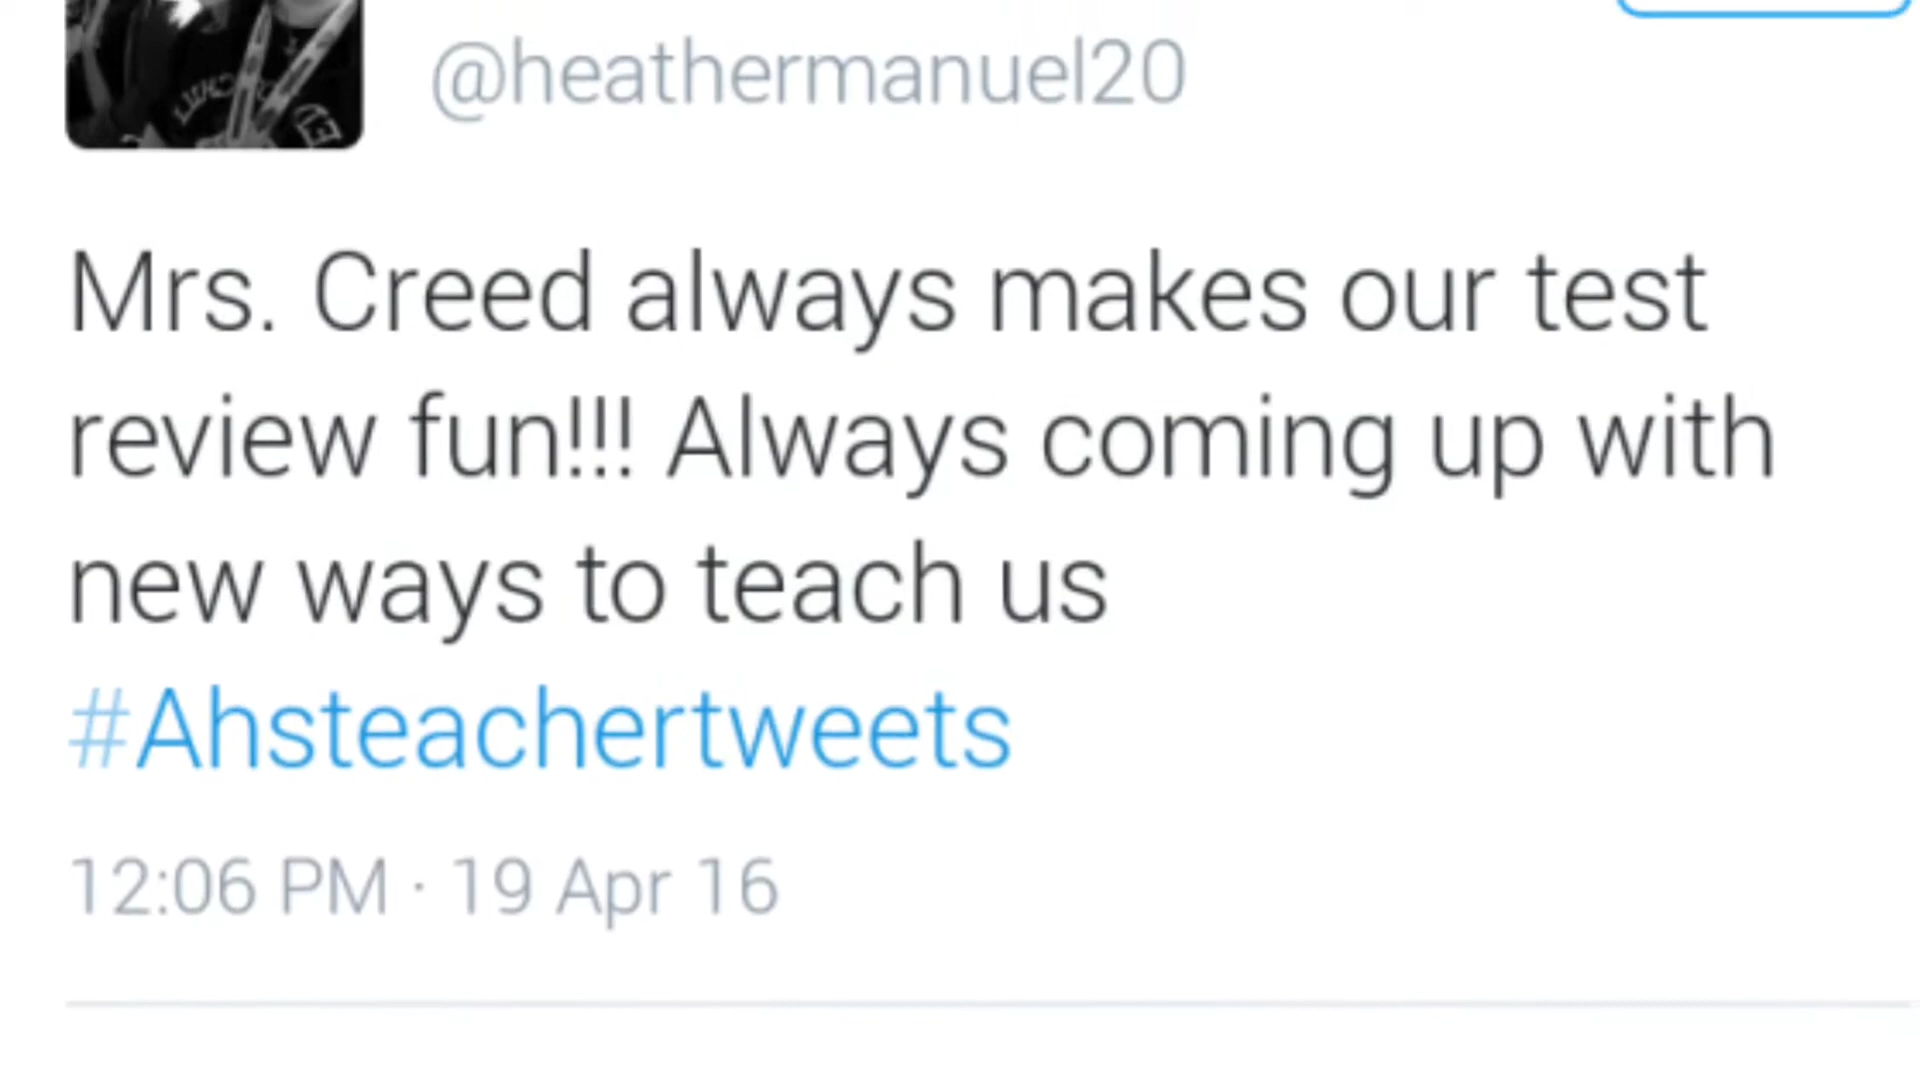 @heathermanuel20
Mrs. Creed always makes our test
review fun!!! Always coming up with
new ways to teach us
#Ahsteachertweets
12:06 PM · 19 Apr 16